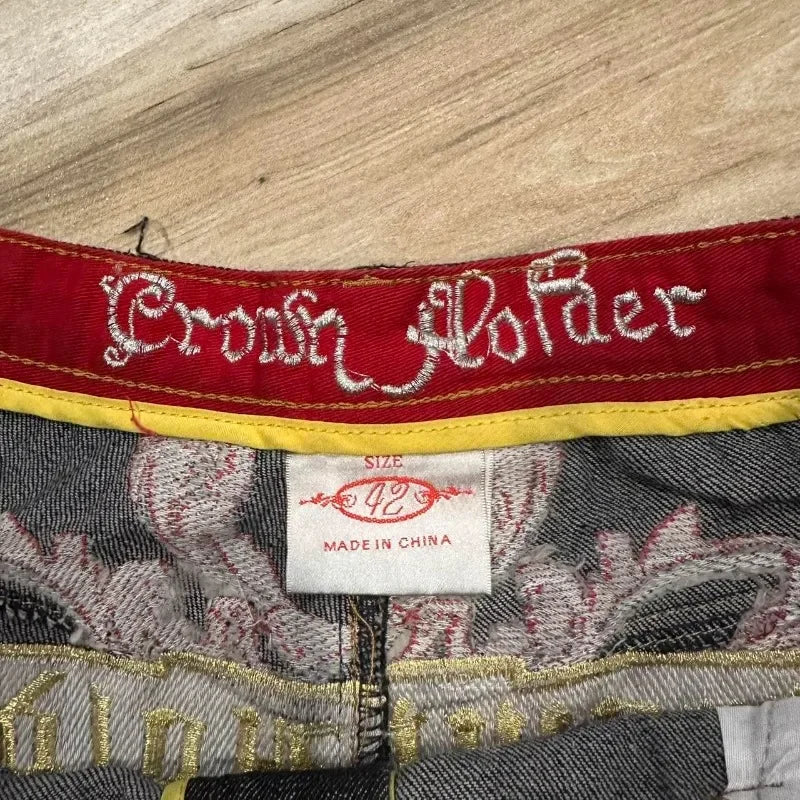 Crown Holder
SIZE
42
MADE IN CHINA